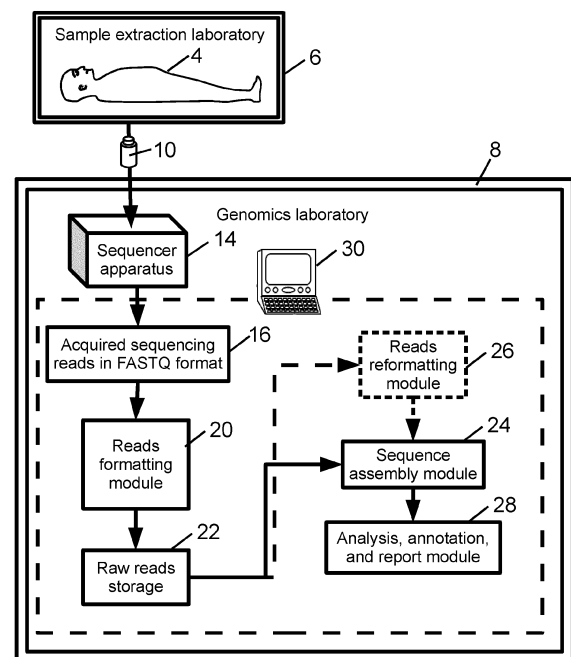 Sample extraction laboratory
4
6
10
8
Genomics laboratory
Sequencer
apparatus
14
30
Acquired sequencing
reads in FASTQ format
16
Reads
reformatting
module
26
Reads
formatting
module
20
Sequence
assembly module
24
Raw reads
storage
22
Analysis, annotation,
and report module
28